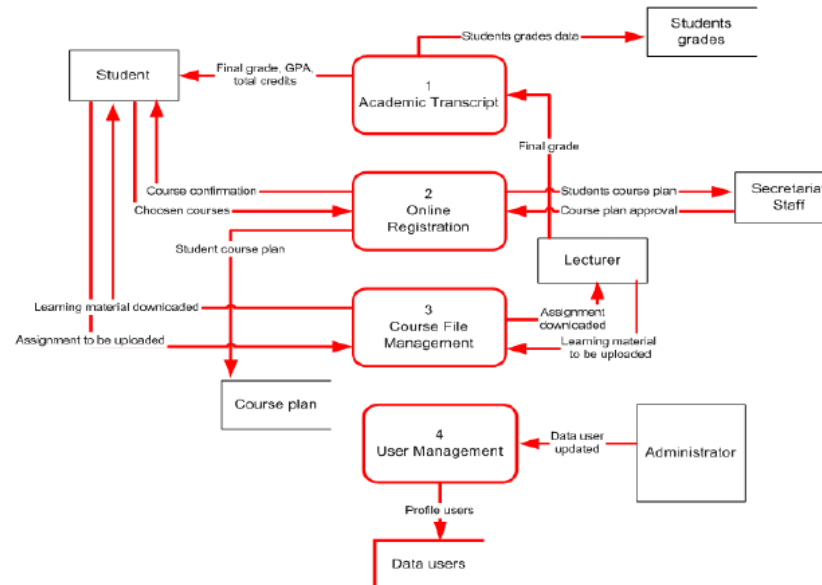 Students
grades
Students grades data
Student
Final grade, GPA,
total credits
1
Academic Transcript
Final grade
Course confirmation
Choosen courses
2
Online
Registration
Students course plan
Course plan approval
Secretariat
Staff
Student course plan
Lecturer
Learning material downloaded
Assignment to be uploaded
3
Course File
Management
Assignment
downloaded
Learning material
to be uploaded
Course plan
4
User Management
Data user
updated
Administrator
Profile users
Data users